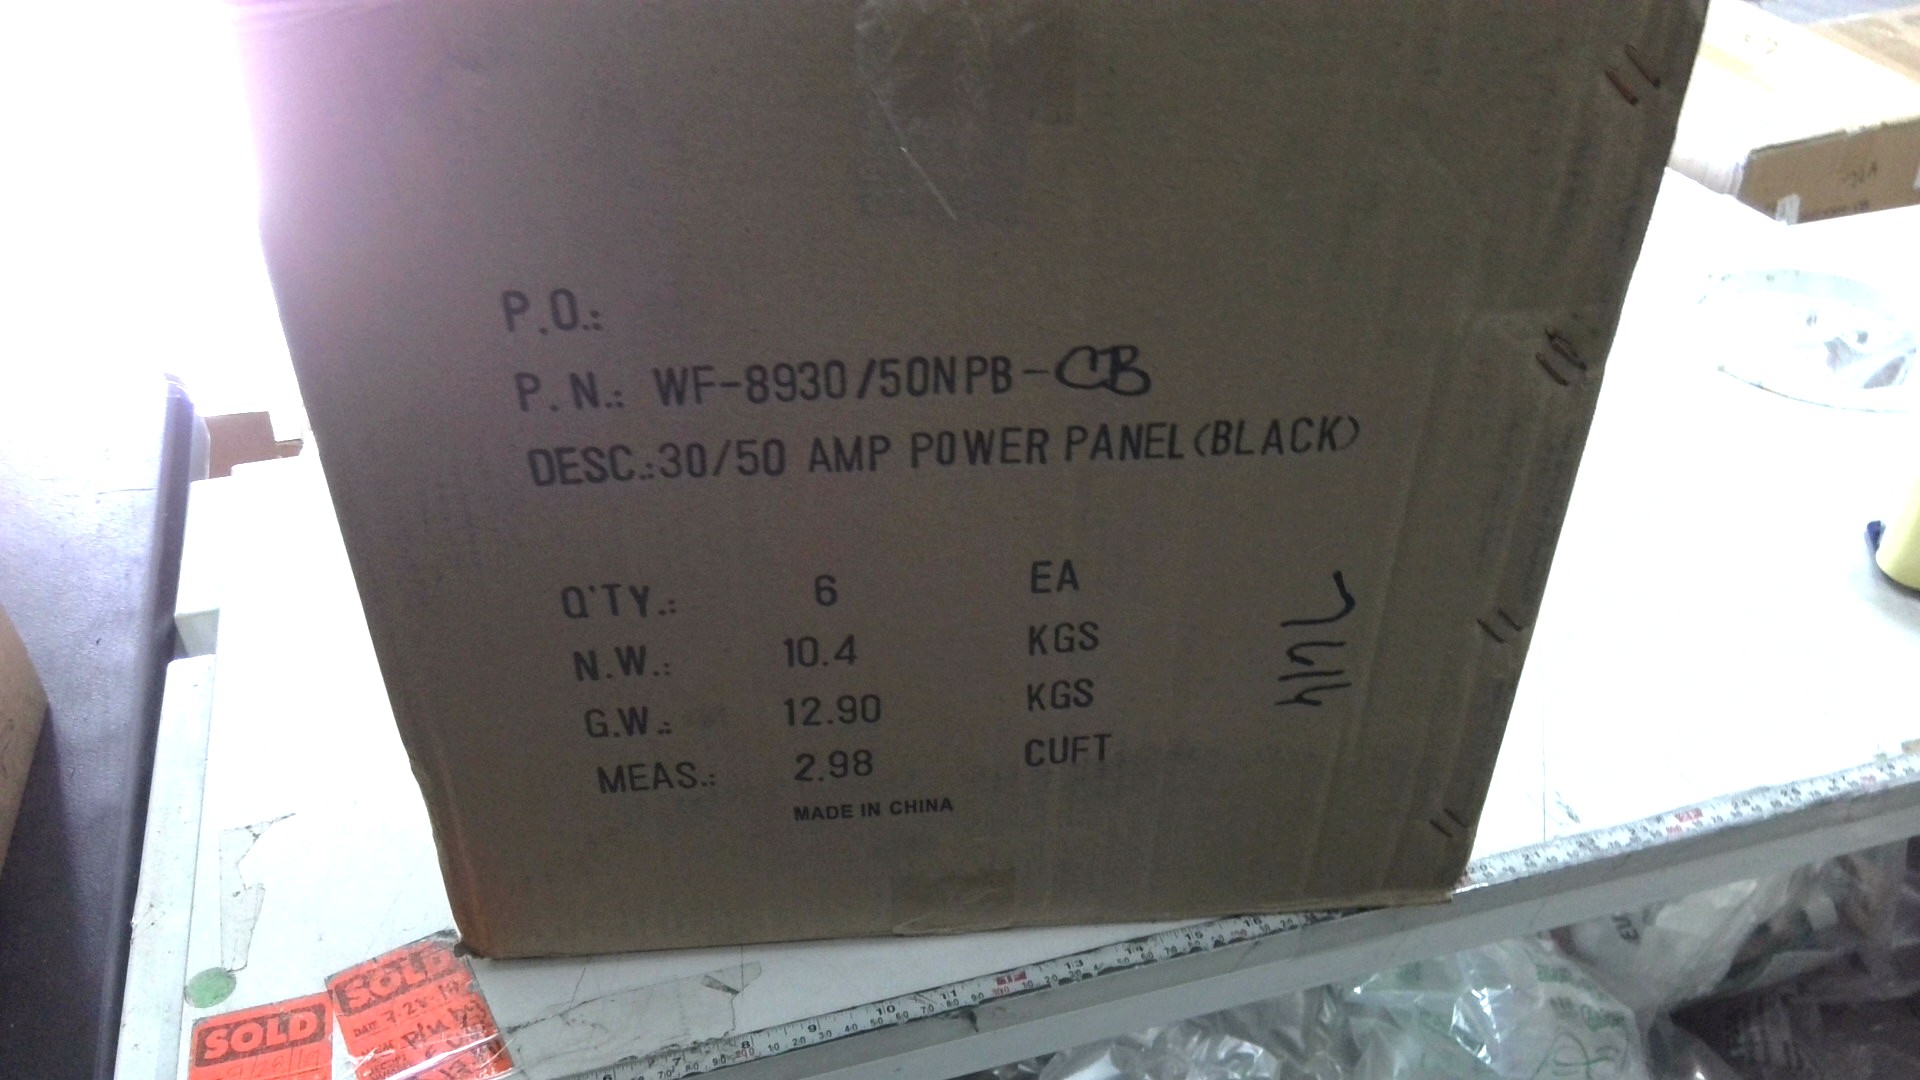 P.O.:
P.N.: WF-8930/50NPB-CB
DESC.:30/50 AMP POWER PANEL(BLACK)
Q'TY.: 6 EA
N.W.: 10.4 KGS
G.W.: 12.90 KGS
MEAS.: 2.98 CUFT
MADE IN CHINA
SOLD
SOLD
DATE